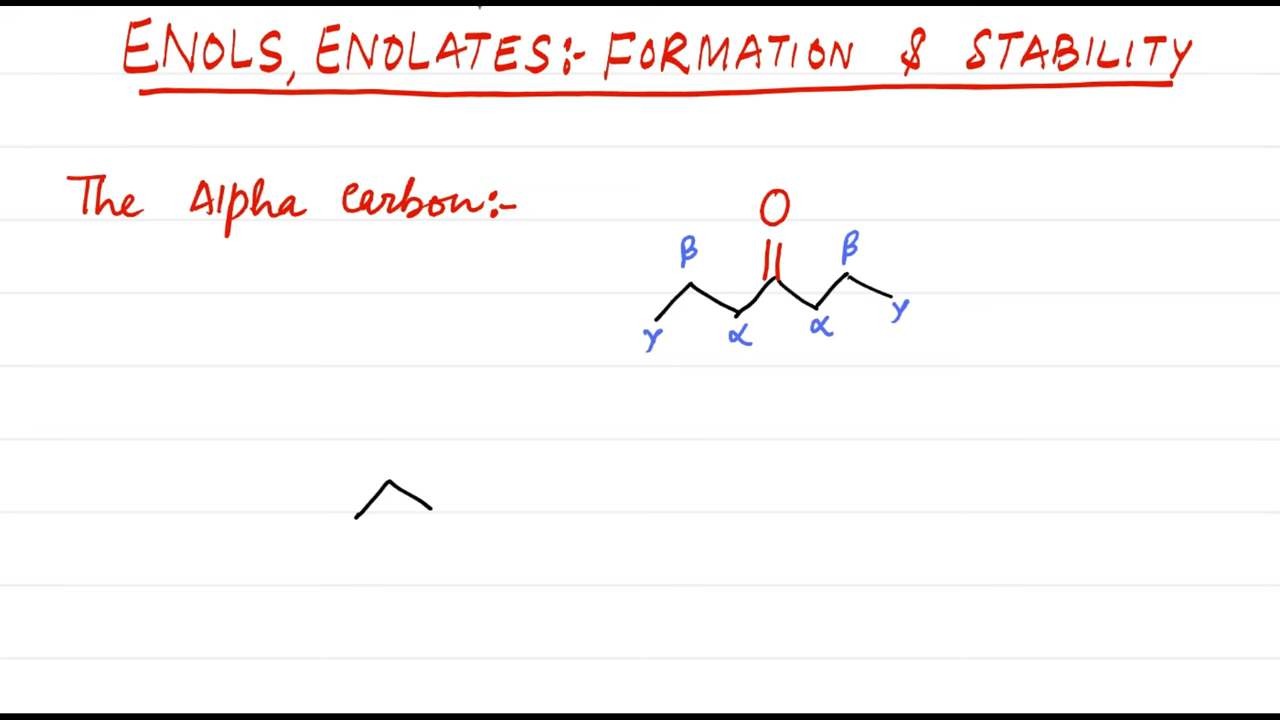 ENOLS, ENOLATES:- FORMATION & STABILITY
The Alpha carbon:-
O
β β
γ α α γ